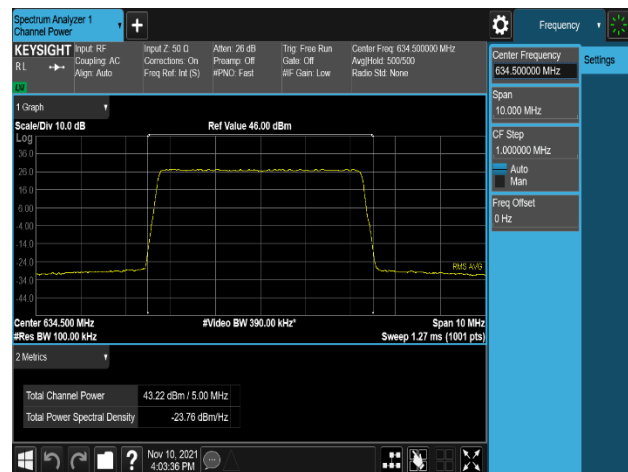 Spectrum Analyzer 1
Channel Power
Frequency
KEYSIGHT
RL
Input: RF
Coupling: AC
Align: Auto
Input Z: 50 Ω
Corrections: On
Freq Ref: Int (S)
Atten: 26 dB
Preamp: Off
#PNO: Fast
Trig: Free Run
Gate: Off
#IF Gain: Low
Center Freq: 634.500000 MHz
Avg|Hold: 500/500
Radio Std: None
Center Frequency
634.500000 MHz
Settings
Span
10.000 MHz
CF Step
1.000000 MHz
Auto
Man
Freq Offset
0 Hz
1 Graph
Scale/Div 10.0 dB
Ref Value 46.00 dBm
Log
36.0
26.0
16.0
6.00
-4.00
-14.0
-24.0
RMS AVG
-34.0
-44.0
Center 634.500 MHz
#Video BW 390.00 kHz*
Span 10 MHz
#Res BW 100.00 kHz
Sweep 1.27 ms (1001 pts)
2 Metrics
Total Channel Power
43.22 dBm / 5.00 MHz
Total Power Spectral Density
-23.76 dBm/Hz
?
Nov 10, 2021
4:03:36 PM